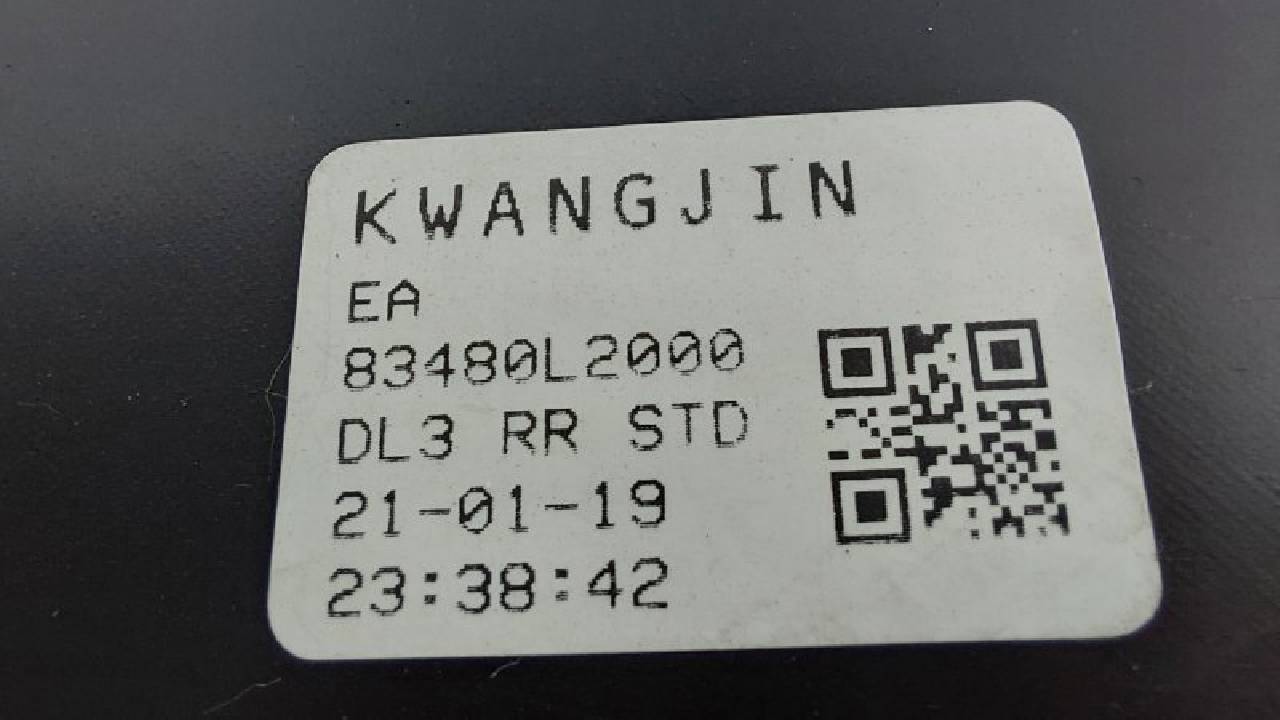 KWANGJIN
EA
83480L2000
DL3 RR STD
21-01-19
23:38:42